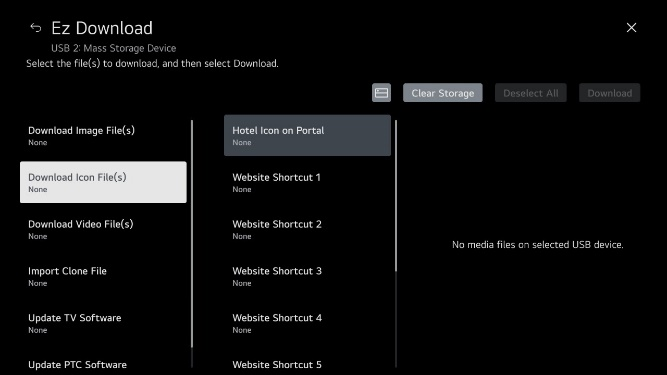 Ez Download
USB 2: Mass Storage Device
Select the file(s) to download, and then select Download.
Clear Storage
Deselect All
Download
Download Image File(s)
None
Download Icon File(s)
None
Download Video File(s)
None
Import Clone File
None
Update TV Software
None
Update PTC Software
Hotel Icon on Portal
None
Website Shortcut 1
None
Website Shortcut 2
None
Website Shortcut 3
None
Website Shortcut 4
None
Website Shortcut 5
No media files on selected USB device.